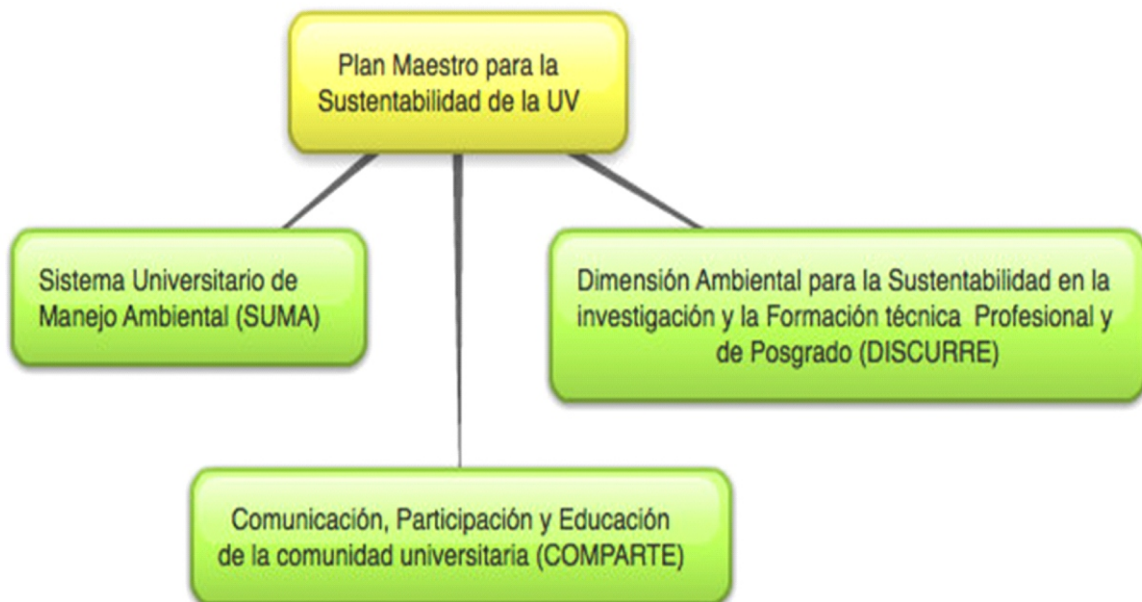 Plan Maestro para la
Sustentabilidad de la UV
Sistema Universitario de
Manejo Ambiental (SUMA)
Dimensión Ambiental para la Sustentabilidad en la
investigación y la Formación técnica Profesional y
de Posgrado (DISCURRE)
Comunicación, Participación y Educación
de la comunidad universitaria (COMPARTE)